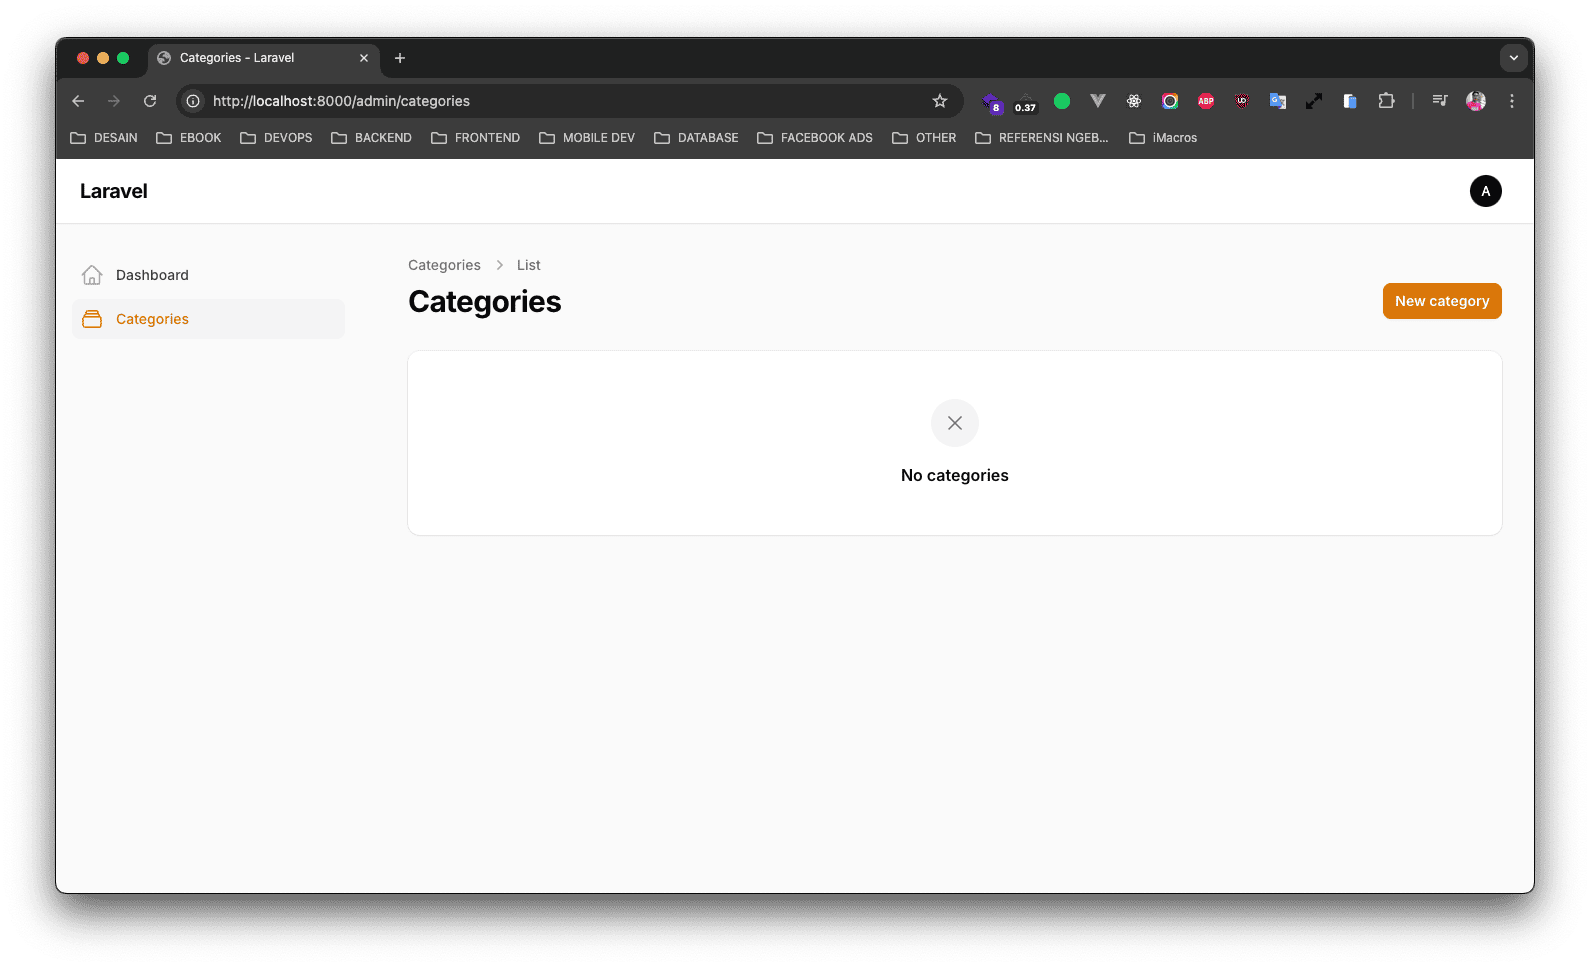 Categories - Laravel
http://localhost:8000/admin/categories
8
0.37
ABP
DESAIN EBOOK DEVOPS BACKEND FRONTEND MOBILE DEV DATABASE FACEBOOK ADS OTHER REFERENSI NGEB... iMacros
Laravel
A
Dashboard
Categories
Categories > List
Categories
New category
No categories